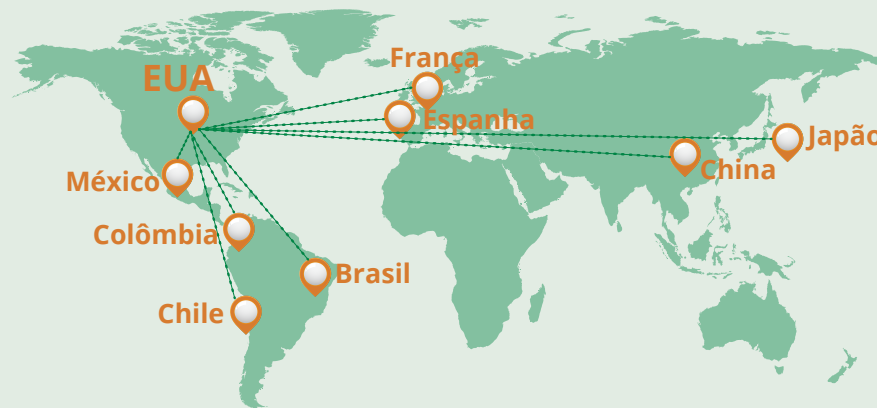 França
EUA
Espanha
Japão
China
México
Colômbia
Brasil
Chile